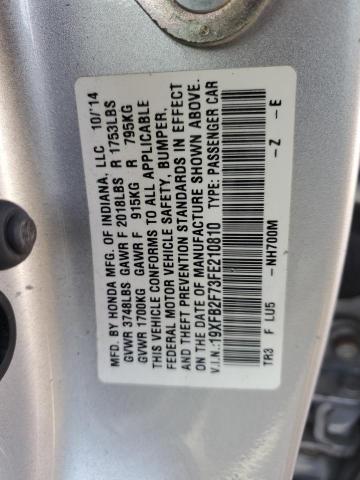 MFD. BY HONDA MFG. OF INDIANA, LLC 10/'14
GVWR 3748LBS GAWR F 2018LBS R 1753LBS
GVWR 1700KG GAWR F 915KG R 795KG
THIS VEHICLE CONFORMS TO ALL APPLICABLE
FEDERAL MOTOR VEHICLE SAFETY, BUMPER,
AND THEFT PREVENTION STANDARDS IN EFFECT
ON THE DATE OF MANUFACTURE SHOWN ABOVE.
V.I.N.: 19XFB2F73FE210810 TYPE: PASSENGER CAR
TR3 F LU5 -NH700M -Z -E